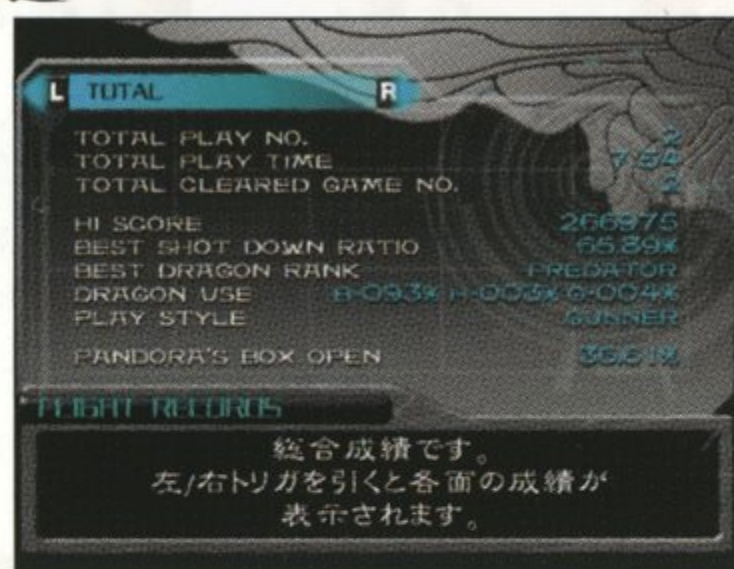 L TOTAL R
TOTAL PLAY NO. 2
TOTAL PLAY TIME 7:54
TOTAL CLEARED GAME NO. 2
HI SCORE 266975
BEST SHOT DOWN RATIO 65.89%
BEST DRAGON RANK PREDATOR
DRAGON USE B-093% H-003% G-004%
PLAY STYLE GUNNER
PANDORA'S BOX OPEN 36.61%
FLIGHT RECORDS
総合成績です。
左/右トリガを引くと各面の成績が
表示されます。